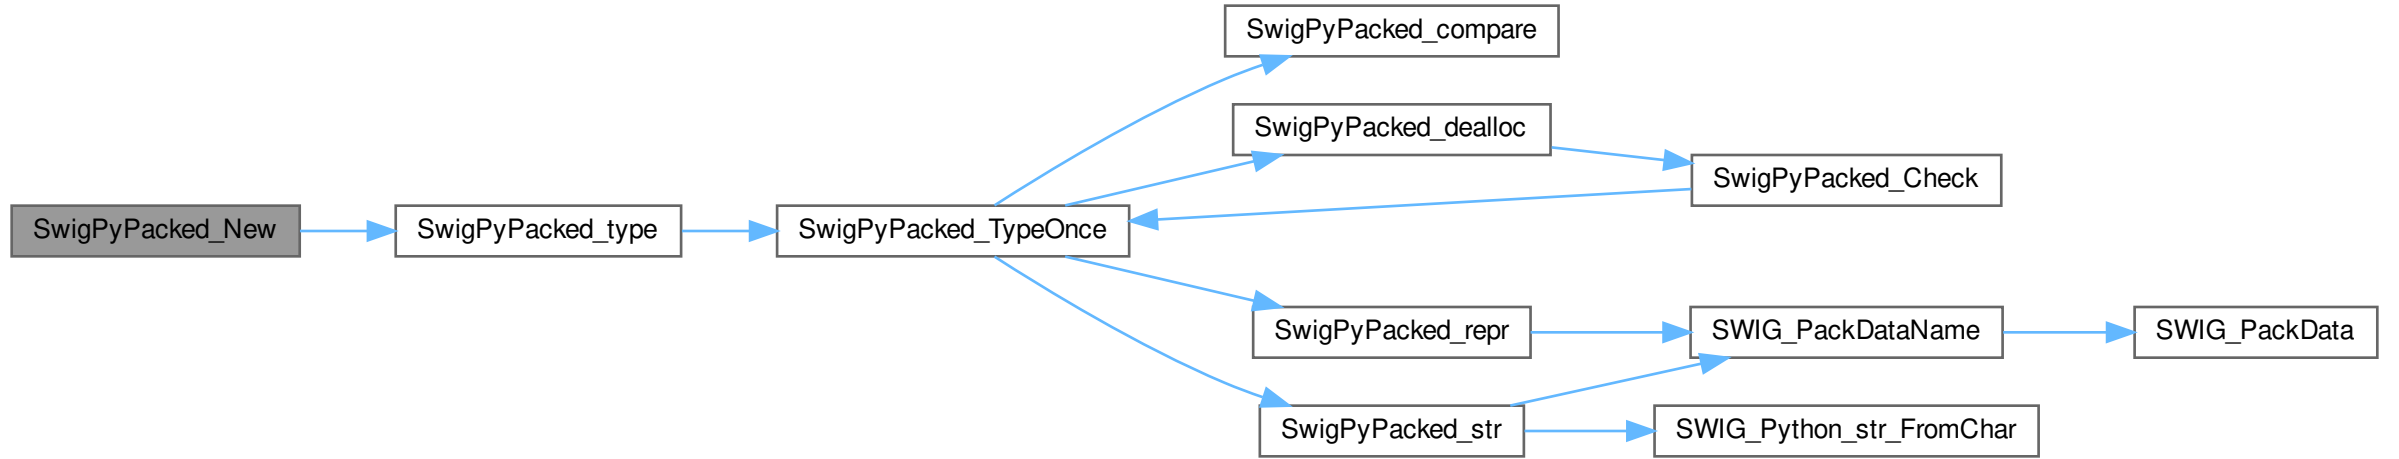 SwigPyPacked_New
SwigPyPacked_type
SwigPyPacked_TypeOnce
SwigPyPacked_compare
SwigPyPacked_dealloc
SwigPyPacked_Check
SwigPyPacked_repr
SWIG_PackDataName
SWIG_PackData
SwigPyPacked_str
SWIG_Python_str_FromChar